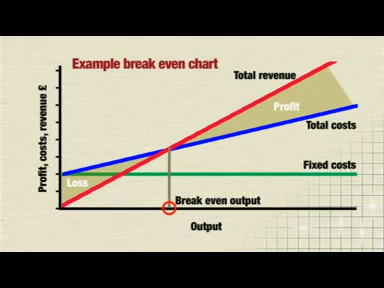 Example break even chart
Total revenue
Profit
Total costs
Fixed costs
Loss
Break even output
Output
Profit, costs, revenue £